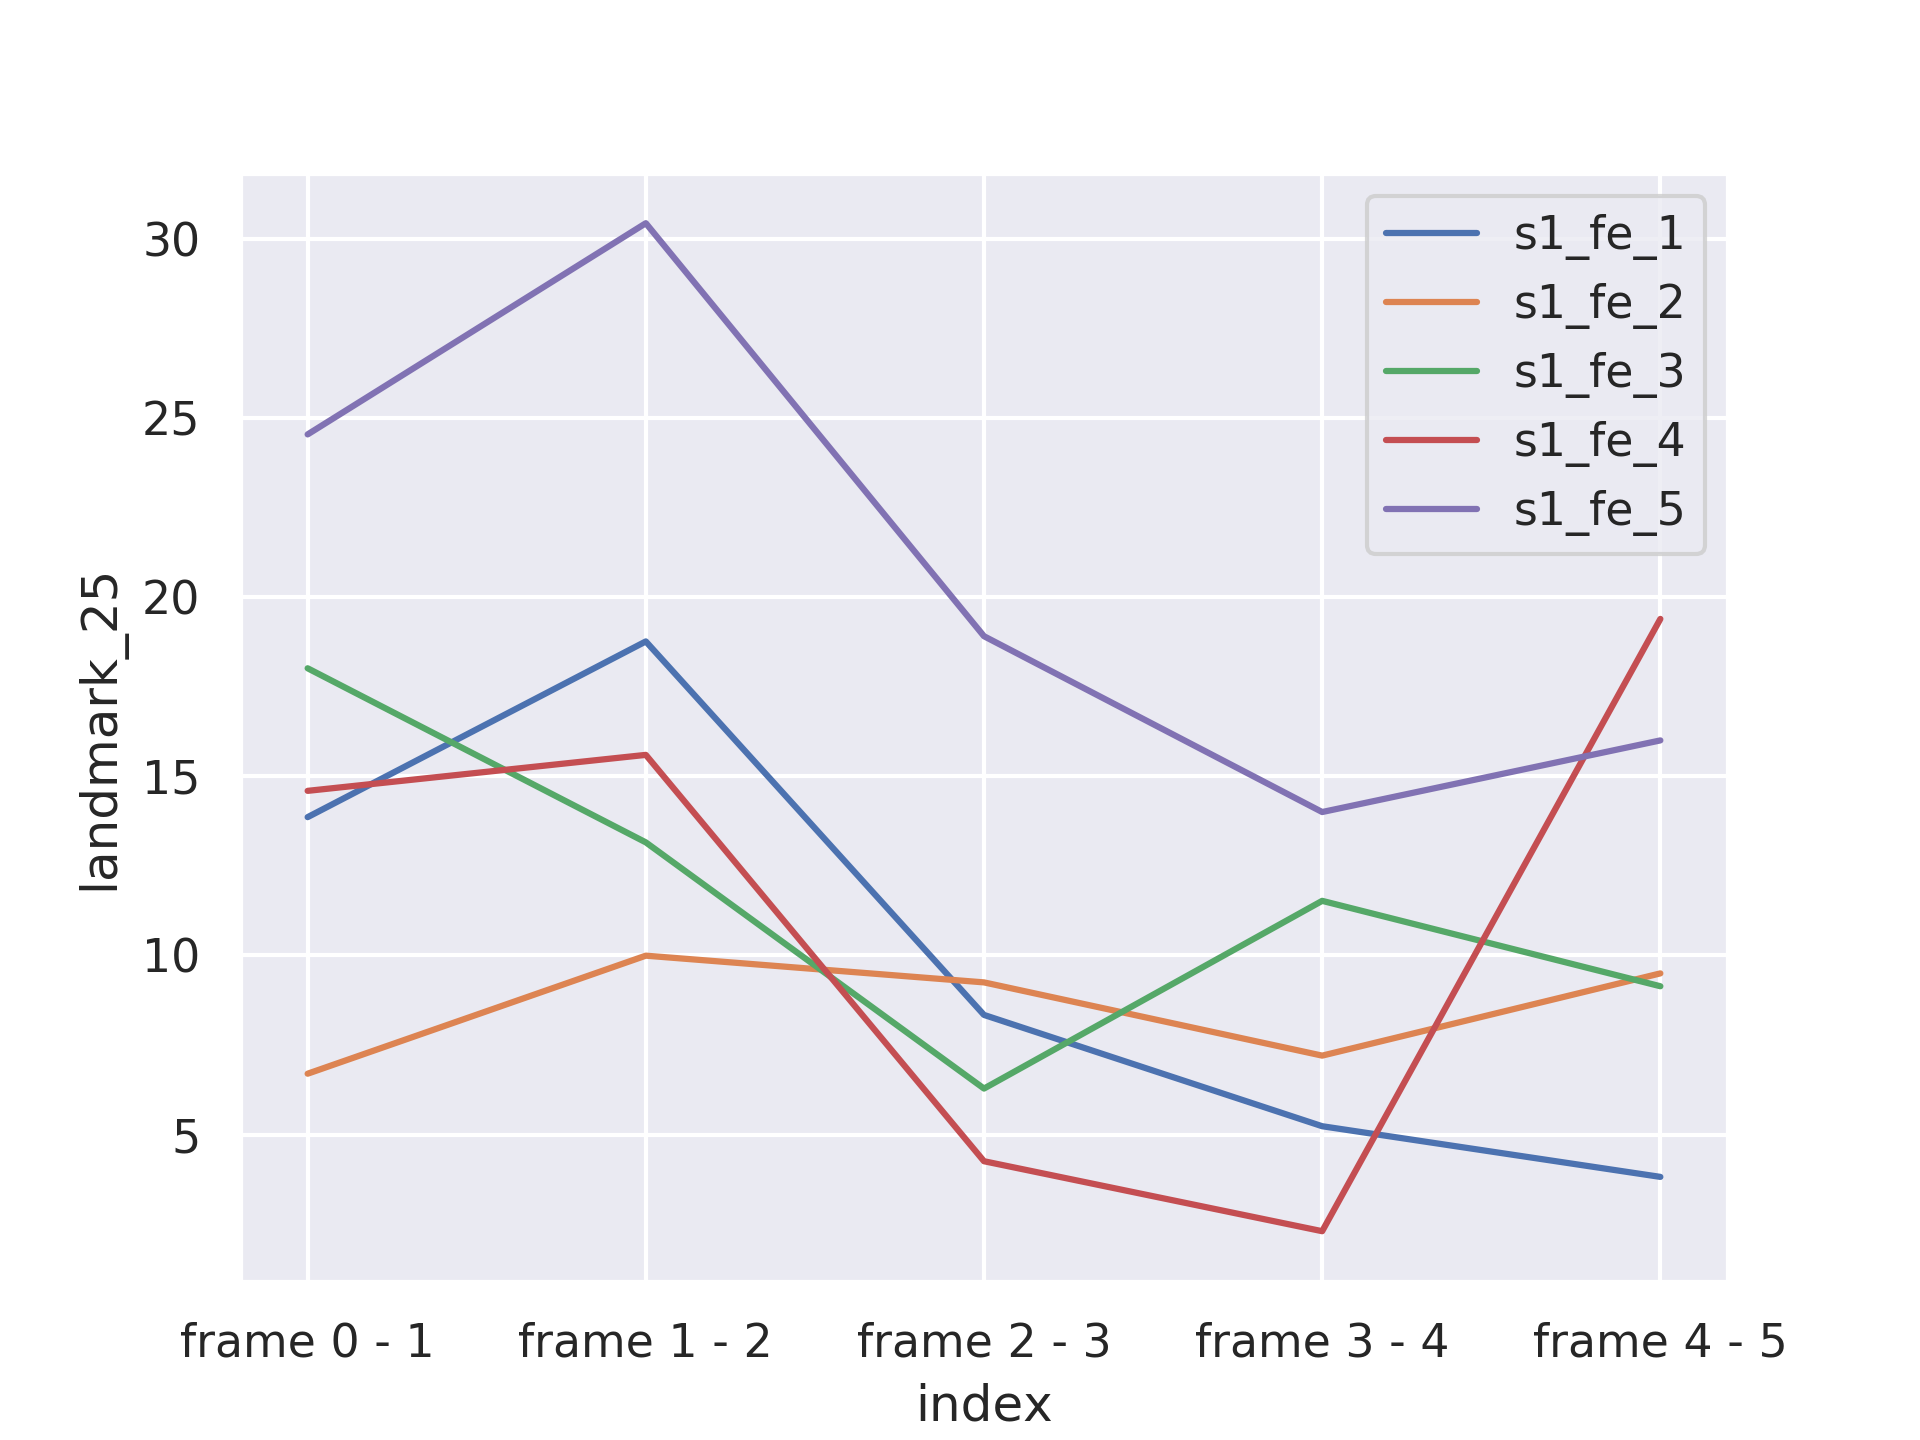 30
25
20
15
10
5
landmark_25
s1_fe_1
s1_fe_2
s1_fe_3
s1_fe_4
s1_fe_5
frame 0 - 1
frame 1 - 2
frame 2 - 3
frame 3 - 4
frame 4 - 5
index